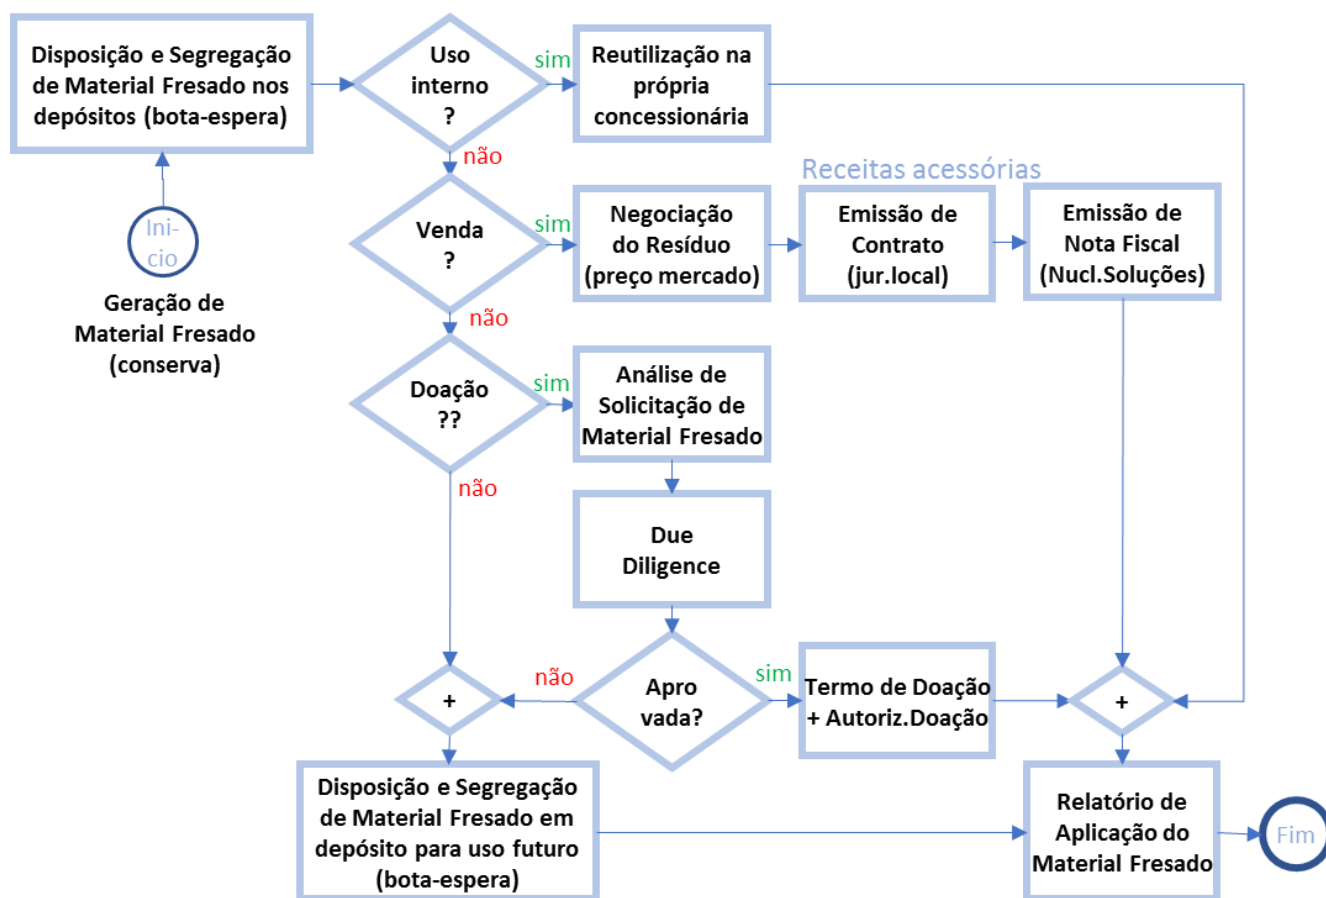 Disposição e Segregação
de Material Fresado nos
depósitos (bota-espera)
Uso
interno
?
sim
Reutilização na
própria
concessionária
não
Ini-
cio
Geração de
Material Fresado
(conserva)
Venda
?
sim
Negociação
do Resíduo
(preço mercado)
Receitas acessórias
Emissão de
Contrato
(jur.local)
Emissão de
Nota Fiscal
(Nucl.Soluções)
não
Doação
??
sim
Análise de
Solicitação de
Material Fresado
não
Due
Diligence
Apro
vada?
não
sim
Termo de Doação
+ Autoriz.Doação
+
+
Disposição e Segregação
de Material Fresado em
depósito para uso futuro
(bota-espera)
Relatório de
Aplicação do
Material Fresado
Fim